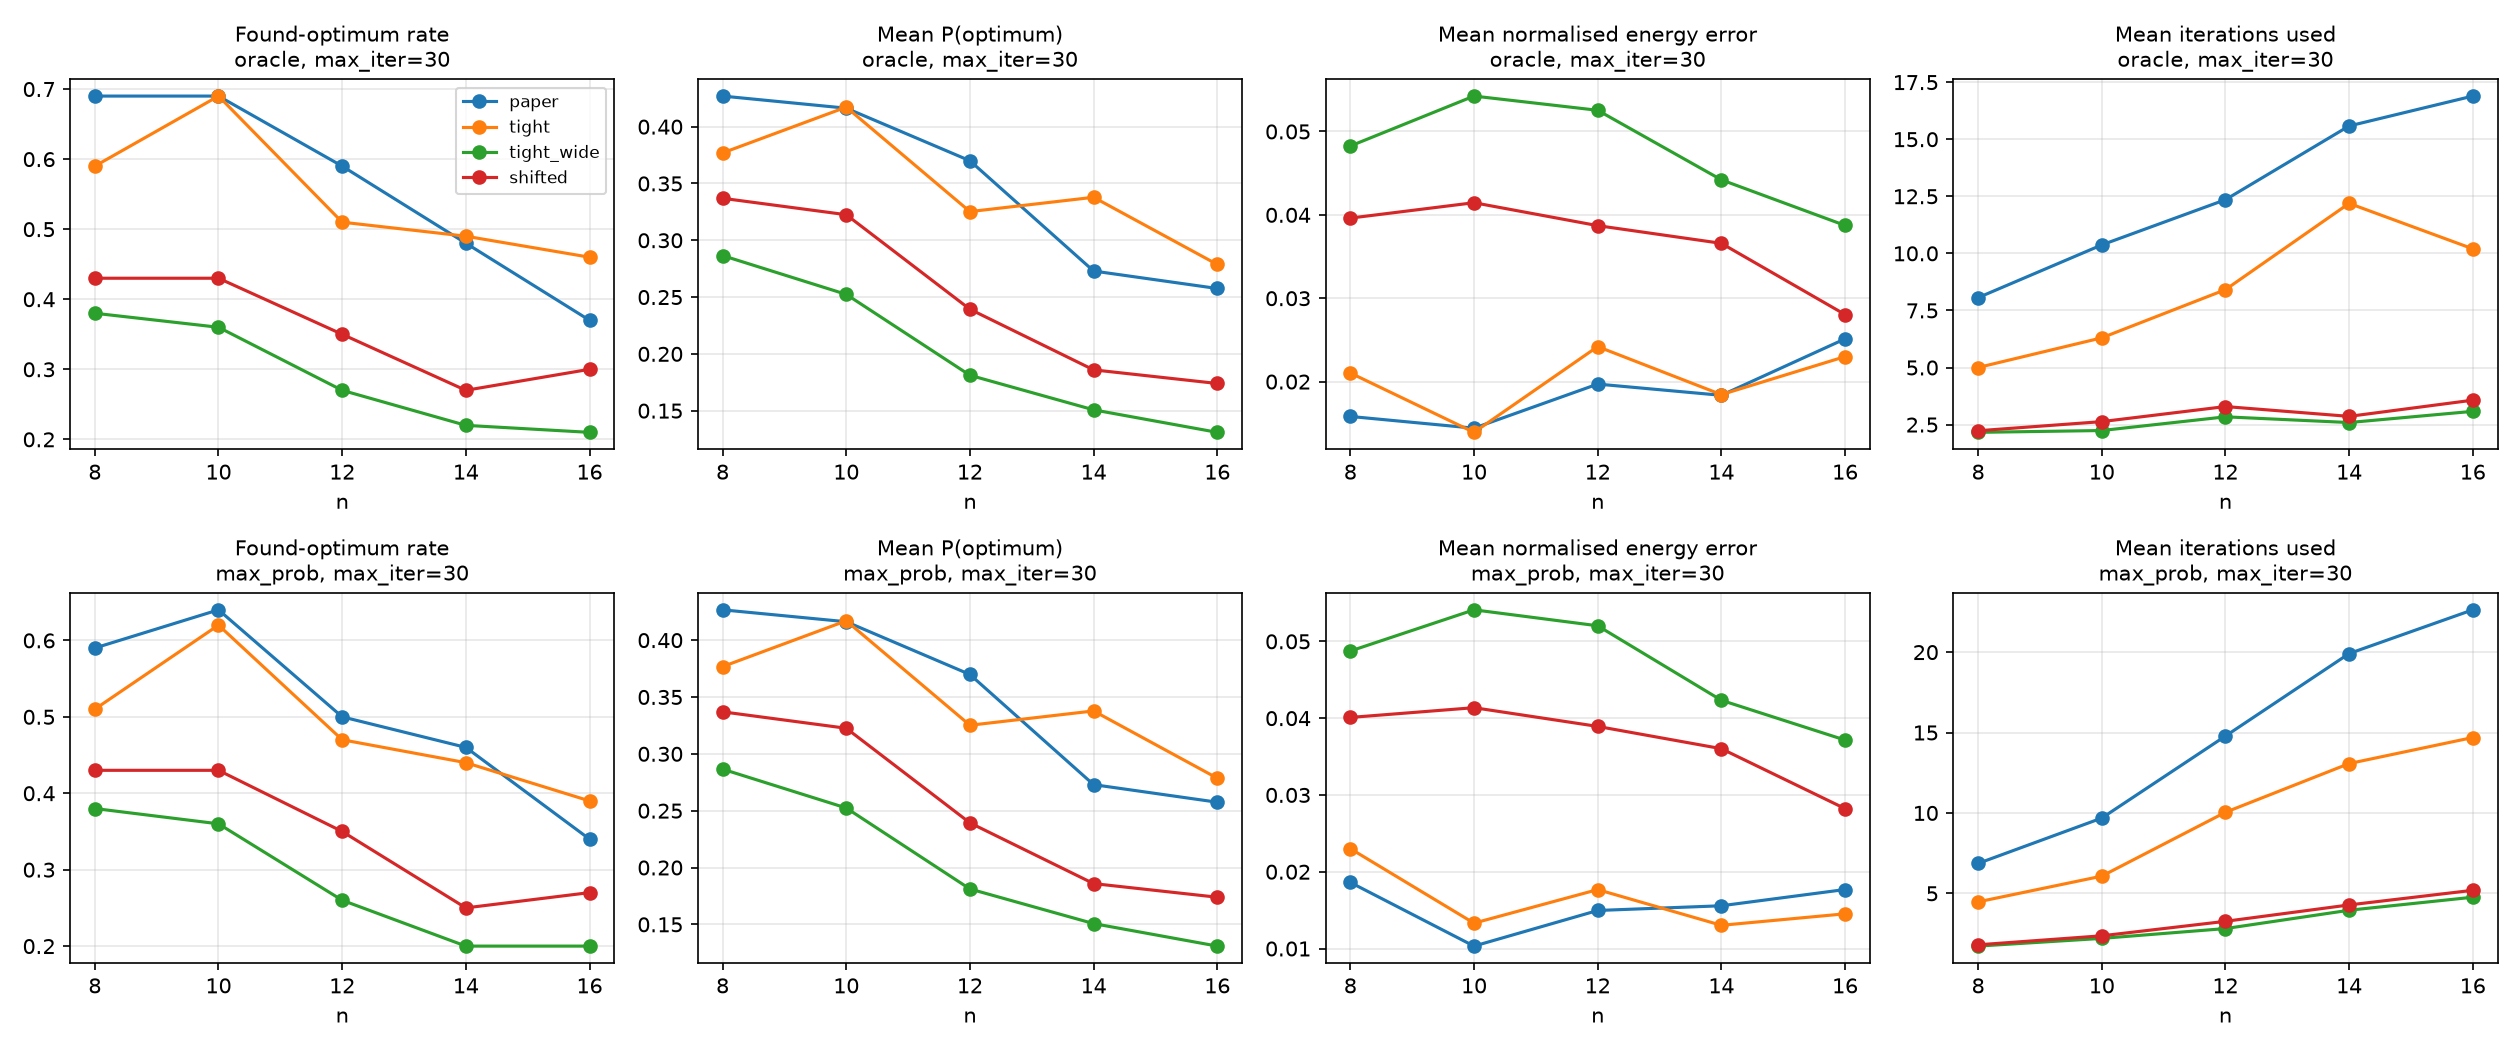 Found-optimum rate
oracle, max_iter=30
0.7
0.6
0.5
0.4
0.3
0.2
8 10 12 14 16
n
paper
tight
tight_wide
shifted
Mean P(optimum)
oracle, max_iter=30
0.40
0.35
0.30
0.25
0.20
0.15
8 10 12 14 16
n
Mean normalised energy error
oracle, max_iter=30
0.05
0.04
0.03
0.02
8 10 12 14 16
n
Mean iterations used
oracle, max_iter=30
17.5
15.0
12.5
10.0
7.5
5.0
2.5
8 10 12 14 16
n
Found-optimum rate
max_prob, max_iter=30
0.6
0.5
0.4
0.3
0.2
8 10 12 14 16
n
Mean P(optimum)
max_prob, max_iter=30
0.40
0.35
0.30
0.25
0.20
0.15
8 10 12 14 16
n
Mean normalised energy error
max_prob, max_iter=30
0.05
0.04
0.03
0.02
0.01
8 10 12 14 16
n
Mean iterations used
max_prob, max_iter=30
20
15
10
5
8 10 12 14 16
n